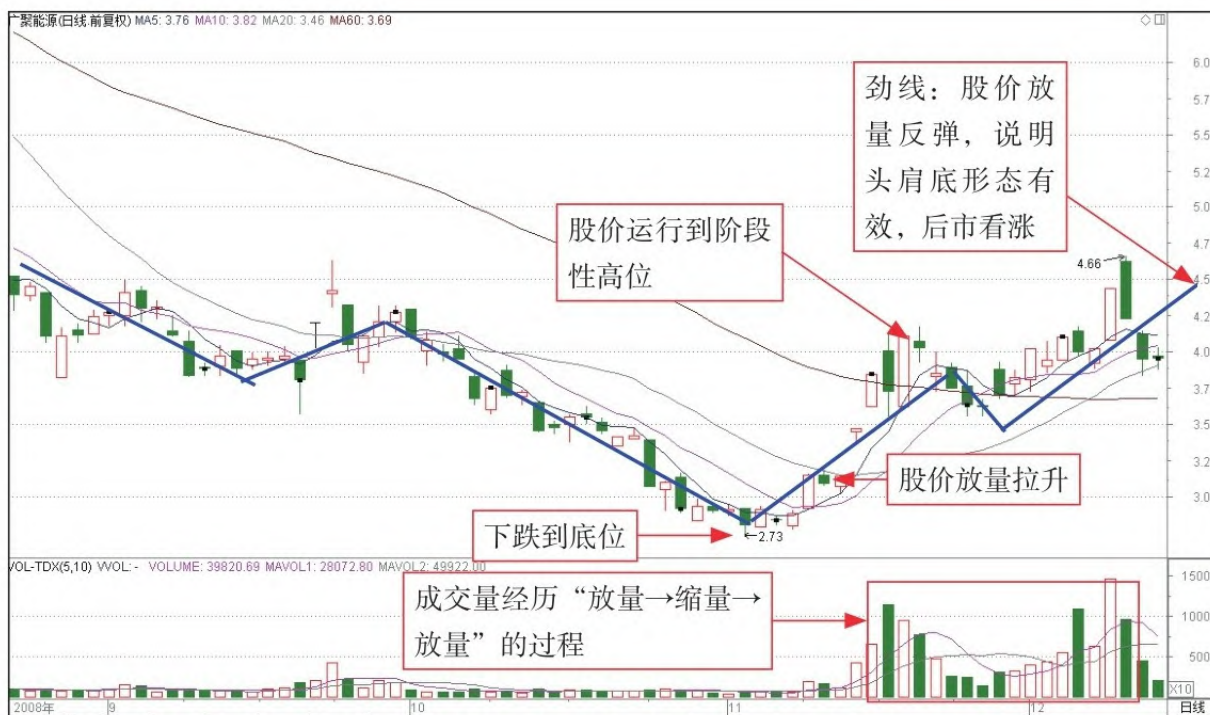 广聚能源(日线.前复权) MA5: 3.76 MA10: 3.82 MA20: 3.46 MA60: 3.69
6.0
5.7
5.5
5.2
5.0
4.7
4.5
4.2
4.0
3.7
3.5
3.2
3.0
劲线：股价放
量反弹，说明
头肩底形态有
效，后市看涨
股价运行到阶段
性高位
4.66
股价放量拉升
下跌到底位
←2.73
VOL-TDX(5,10) VVOL: - VOLUME: 39820.69 MAVOL1: 28072.80 MAVOL2: 49922.00
成交量经历“放量→缩量→
放量”的过程
1500
1000
500
X10
2008年 9 10 11 12 日线